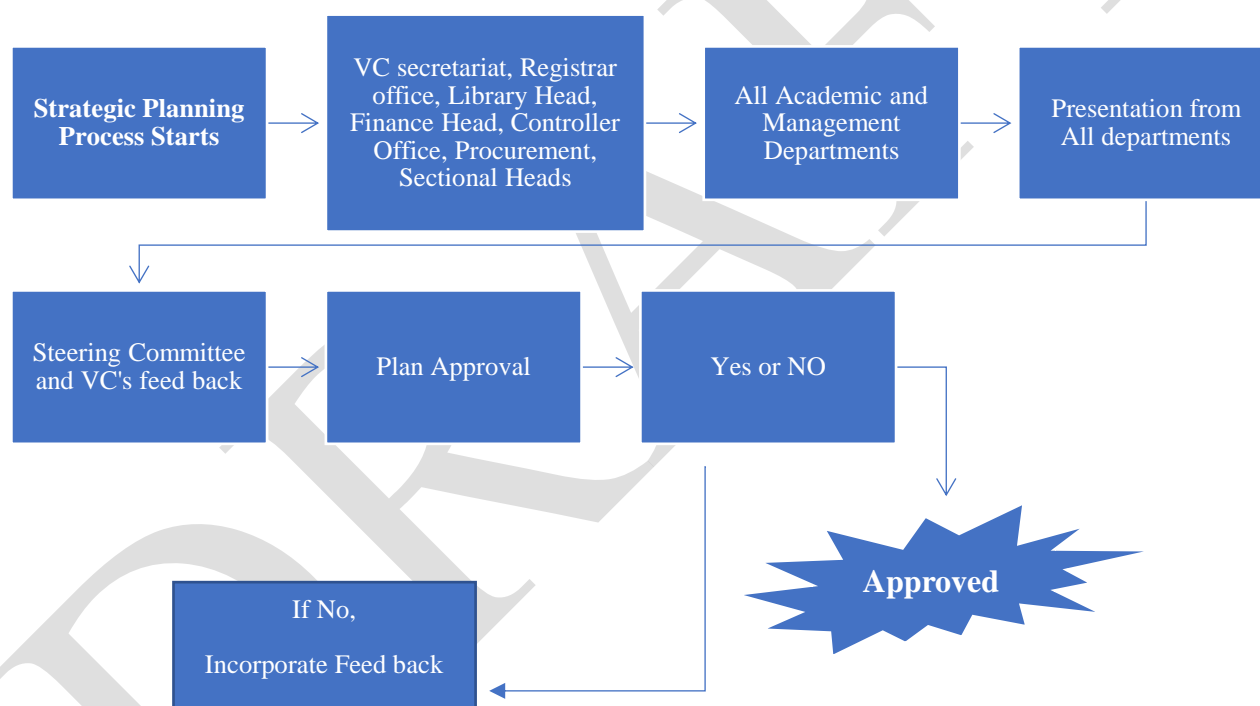 Strategic Planning
Process Starts
VC secretariat, Registrar
office, Library Head,
Finance Head, Controller
Office, Procurement,
Sectional Heads
All Academic and
Management
Departments
Presentation from
All departments
Steering Committee
and VC's feed back
Plan Approval
Yes or NO
Approved
If No,
Incorporate Feed back